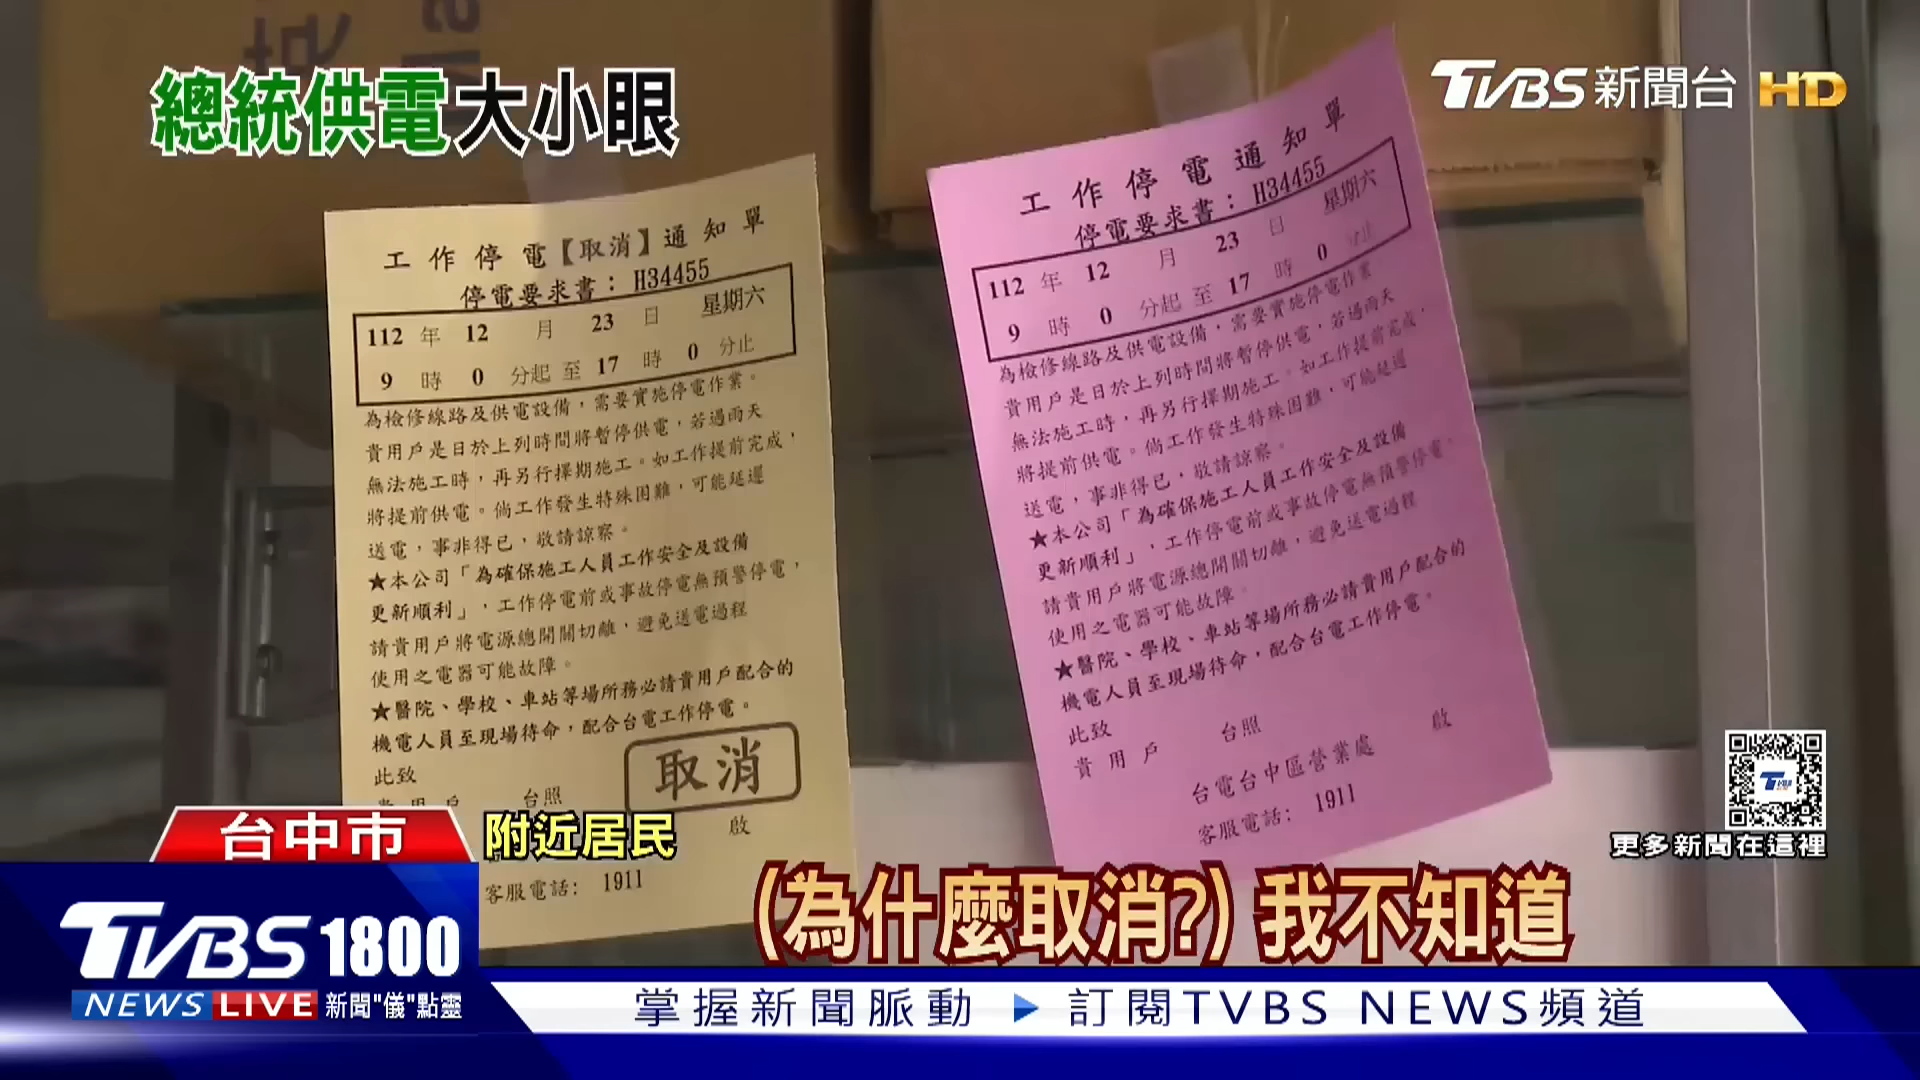 總統供電大小眼
TVBS新聞台 HD
工作停電【取消】通知單
停電要求書：H34455
112年12月23日 星期六
9時0分起至17時0分止
為檢修線路及供電設備，需要實施停電作業。
貴用戶是日於上列時間將暫停供電，若遇雨天
無法施工時，再另行擇期施工。如工作提前完成，
將提前供電。倘工作發生特殊困難，可能延遲
送電，事非得已，敬請諒察。
★本公司「為確保施工人員工作安全及設備
更新順利」，工作停電前或事故停電無預警停電，
請貴用戶將電源總開關切離，避免送電過程
使用之電器可能故障。
★醫院、學校、車站等場所務必請貴用戶配合的
機電人員至現場待命，配合台電工作停電。
此致
貴用戶 台照
取消
啟
客服電話: 1911
工作停電通知單
停電要求書：H34455
112年12月23日 星期六
9時0分起至17時0分止
為檢修線路及供電設備，需要實施停電作業
貴用戶是日於上列時間將暫停供電，若遇雨天
無法施工時，再另行擇期施工。如工作提前完成，
將提前供電。倘工作發生特殊困難，可能延遲
送電，事非得已，敬請諒察。
★本公司「為確保施工人員工作安全及設備
更新順利」，工作停電前或事故停電無預警停電，
請貴用戶將電源總開關切離，避免送電過程
使用之電器可能故障。
★醫院、學校、車站等場所務必請貴用戶配合的
機電人員至現場待命，配合台電工作停電。
此致
貴用戶 台照 啟
台電台中區營業處
客服電話: 1911
更多新聞在這裡
台中市
附近居民
(為什麼取消?) 我不知道
TVBS 1800
NEWS LIVE 新聞"儀"點靈
掌握新聞脈動 ▶ 訂閱TVBS NEWS頻道